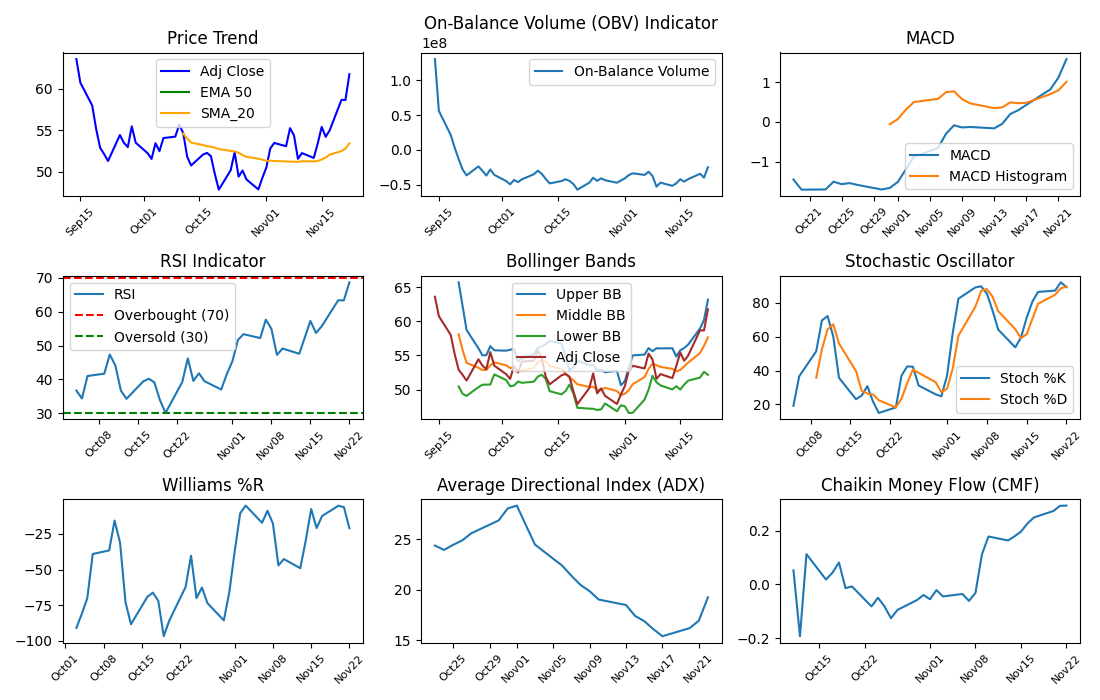 Price Trend
Adj Close
EMA 50
SMA_20
60
55
50
Sep15
Oct01
Oct15
Nov01
Nov15
On-Balance Volume (OBV) Indicator
1e8
On-Balance Volume
1.0
0.5
0.0
−0.5
Sep15
Oct01
Oct15
Nov01
Nov15
MACD
1
0
−1
MACD
MACD Histogram
Oct21
Oct25
Oct29
Nov01
Nov05
Nov09
Nov13
Nov17
Nov21
RSI Indicator
70
60
50
40
30
RSI
Overbought (70)
Oversold (30)
Oct08
Oct15
Oct22
Nov01
Nov08
Nov15
Nov22
Bollinger Bands
65
60
55
50
Upper BB
Middle BB
Lower BB
Adj Close
Sep15
Oct01
Oct15
Nov01
Nov15
Stochastic Oscillator
80
60
40
20
Stoch %K
Stoch %D
Oct08
Oct15
Oct22
Nov01
Nov08
Nov15
Nov22
Williams %R
−25
−50
−75
−100
Oct01
Oct08
Oct15
Oct22
Nov01
Nov08
Nov15
Nov22
Average Directional Index (ADX)
25
20
15
Oct25
Oct29
Nov01
Nov05
Nov09
Nov13
Nov17
Nov21
Chaikin Money Flow (CMF)
0.2
0.0
−0.2
Oct15
Oct22
Nov01
Nov08
Nov15
Nov22